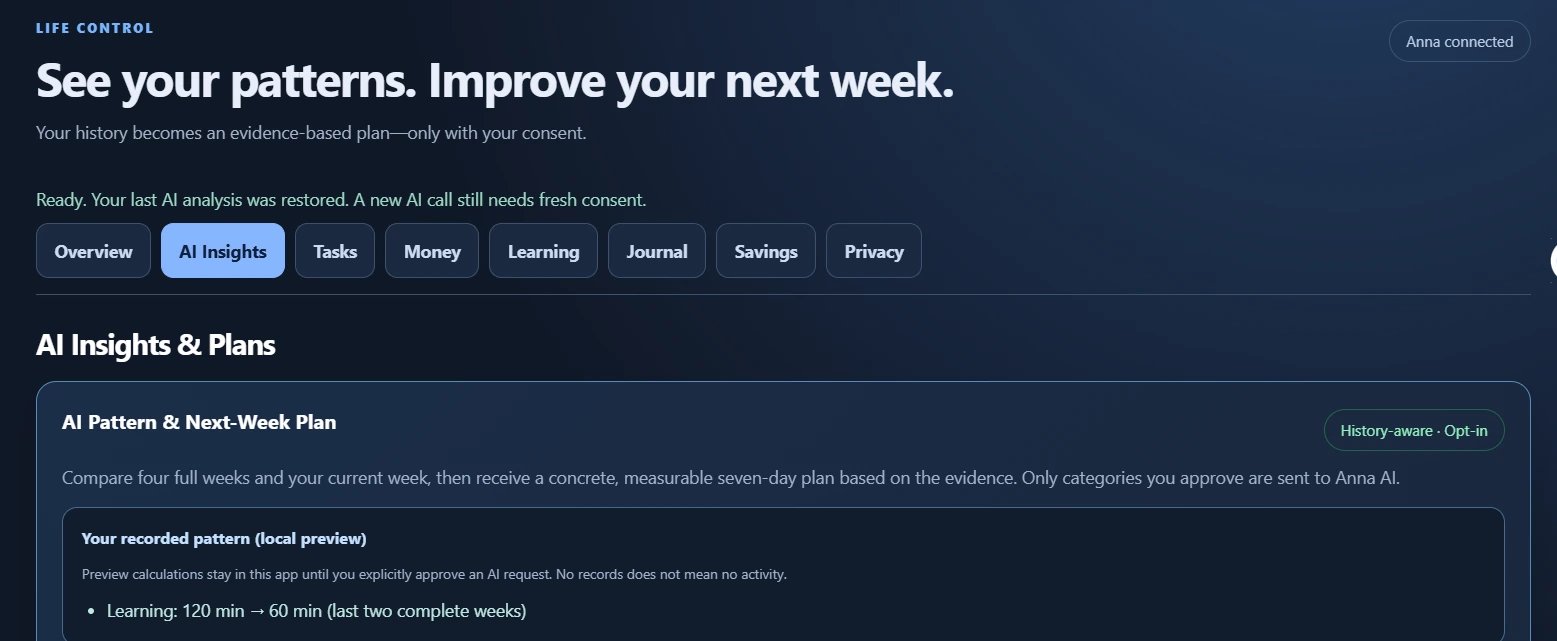 LIFE CONTROL
Anna connected
See your patterns. Improve your next week.
Your history becomes an evidence-based plan—only with your consent.
Ready. Your last AI analysis was restored. A new AI call still needs fresh consent.
Overview
AI Insights
Tasks
Money
Learning
Journal
Savings
Privacy
AI Insights & Plans
AI Pattern & Next-Week Plan
History-aware · Opt-in
Compare four full weeks and your current week, then receive a concrete, measurable seven-day plan based on the evidence. Only categories you approve are sent to Anna AI.
Your recorded pattern (local preview)
Preview calculations stay in this app until you explicitly approve an AI request. No records does not mean no activity.
• Learning: 120 min → 60 min (last two complete weeks)